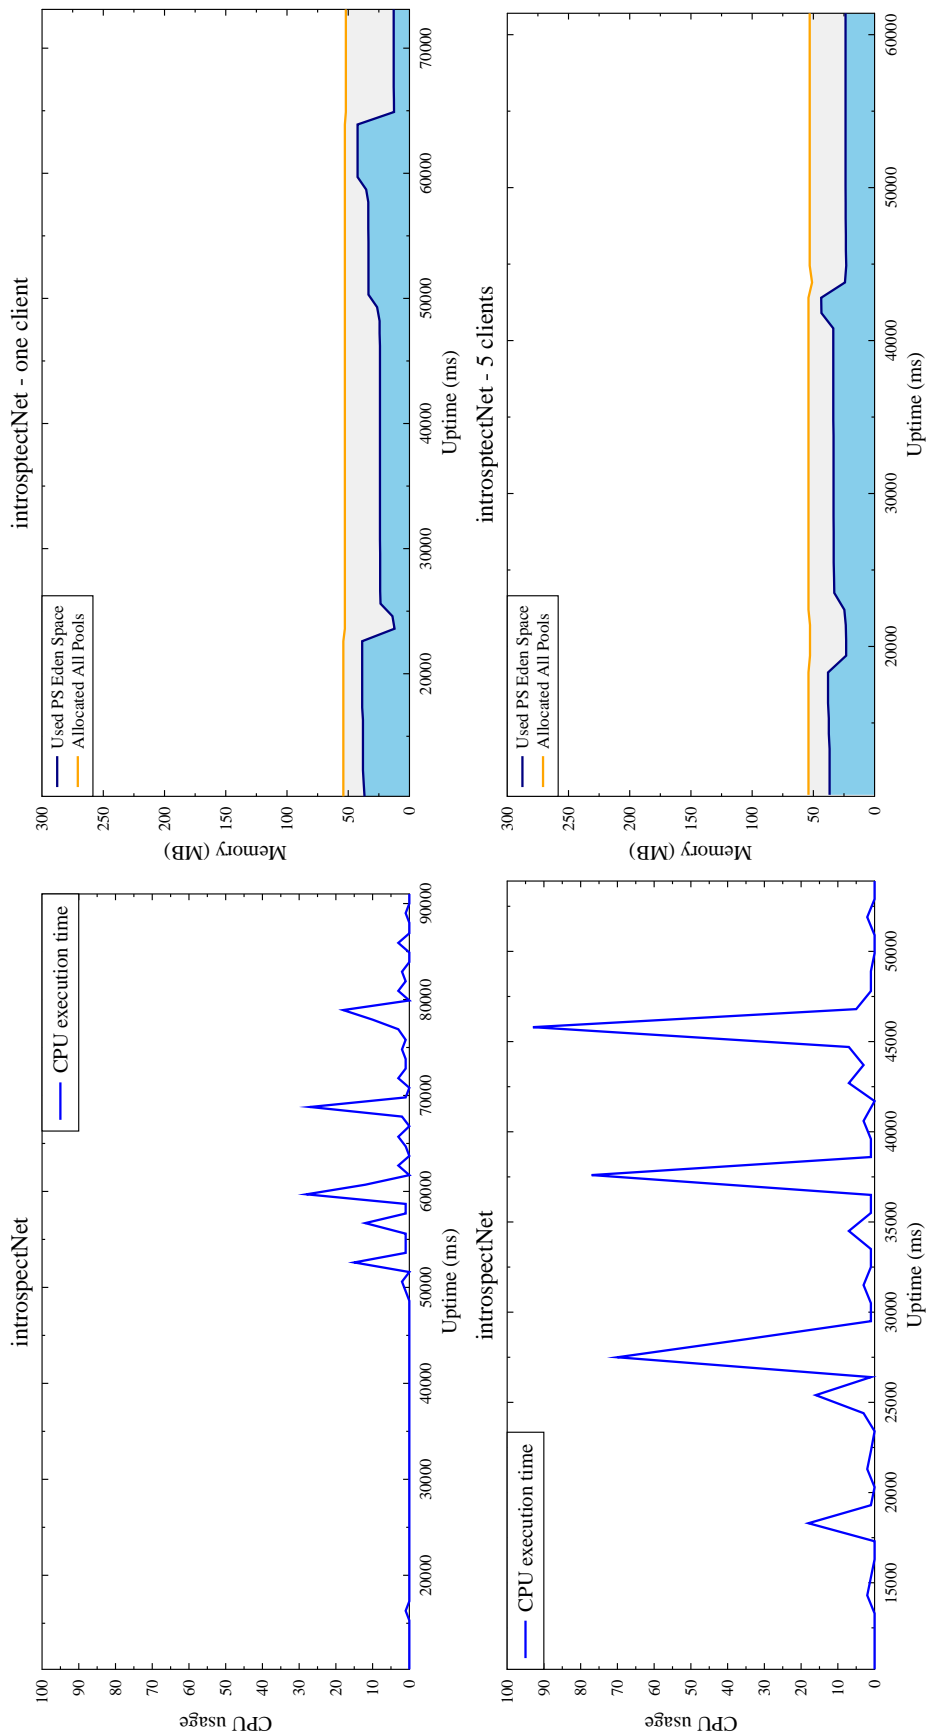 introspectNet
CPU usage
100
90
80
70
60
50
40
30
20
10
0
CPU execution time
20000 30000 40000 50000 60000 70000 80000 90000
Uptime (ms)
introsptectNet - one client
Memory (MB)
300
250
200
150
100
50
0
Used PS Eden Space
Allocated All Pools
20000 30000 40000 50000 60000 70000
Uptime (ms)
introspectNet
CPU usage
100
90
80
70
60
50
40
30
20
10
0
CPU execution time
15000 20000 25000 30000 35000 40000 45000 50000
Uptime (ms)
introsptectNet - 5 clients
Memory (MB)
300
250
200
150
100
50
0
Used PS Eden Space
Allocated All Pools
20000 30000 40000 50000 60000
Uptime (ms)